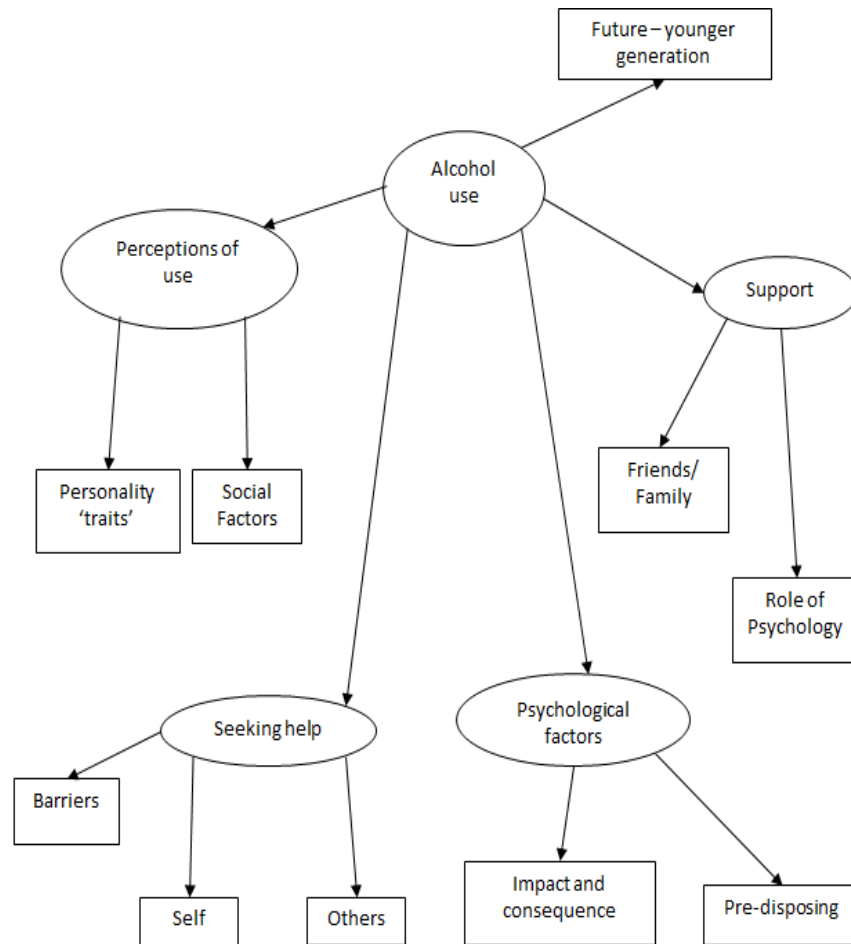 Future – younger
generation
Alcohol
use
Perceptions of
use
Support
Personality
‘traits’
Social
Factors
Friends/
Family
Role of
Psychology
Seeking help
Psychological
factors
Barriers
Self
Others
Impact and
consequence
Pre-disposing